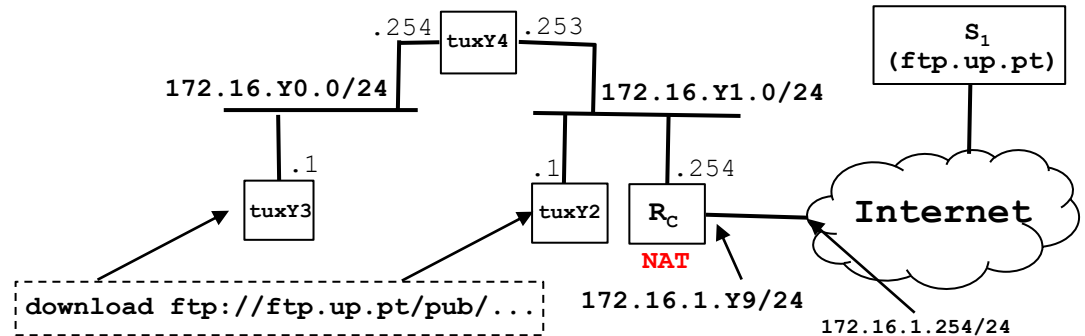 .254
tuxY4
.253
S1
(ftp.up.pt)
172.16.Y0.0/24
172.16.Y1.0/24
.1
.1
.254
tuxY3
tuxY2
RC
Internet
NAT
download ftp://ftp.up.pt/pub/...
172.16.1.Y9/24
172.16.1.254/24